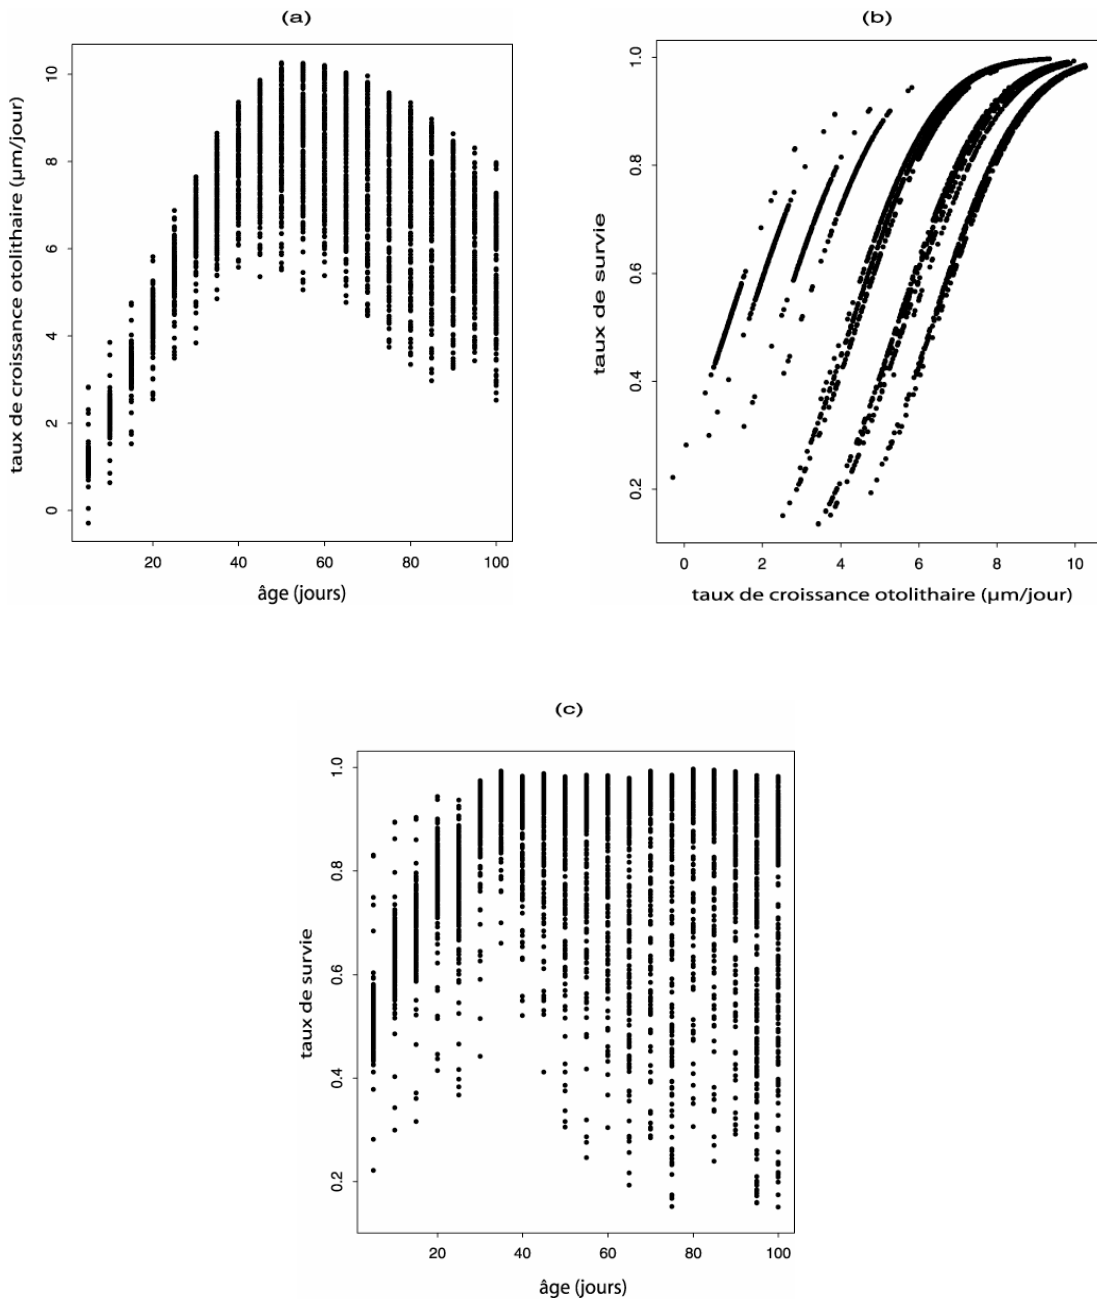 (a)
taux de croissance otolithaire (µm/jour)
0 2 4 6 8 10
20 40 60 80 100
âge (jours)
(b)
taux de survie
0.2 0.4 0.6 0.8 1.0
0 2 4 6 8 10
taux de croissance otolithaire (µm/jour)
(c)
taux de survie
0.2 0.4 0.6 0.8 1.0
20 40 60 80 100
âge (jours)